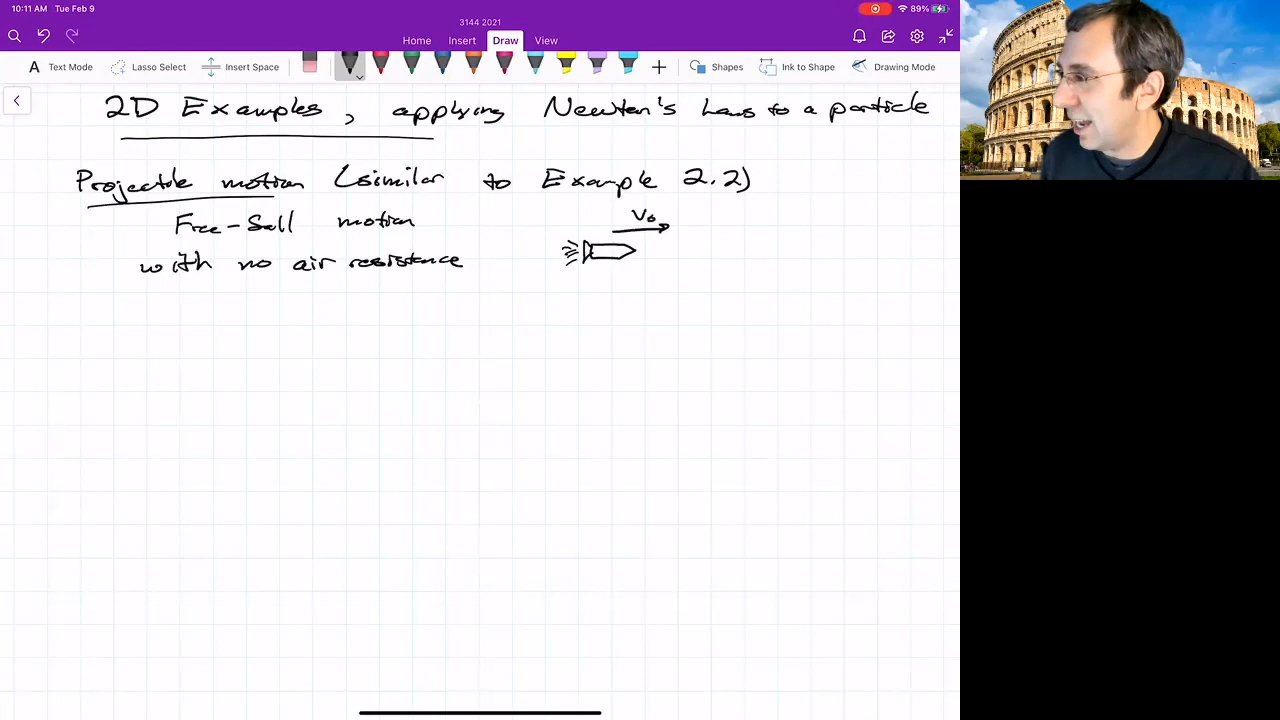 10:11 AM Tue Feb 9
89%
3144 2021
Home Insert Draw View
Text Mode Lasso Select Insert Space Shapes Ink to Shape Drawing Mode
2D Examples, applying Newton's Laws to a particle
Projectile motion (similar to Example 2.2)
Free-fall motion
V₀
with no air resistance